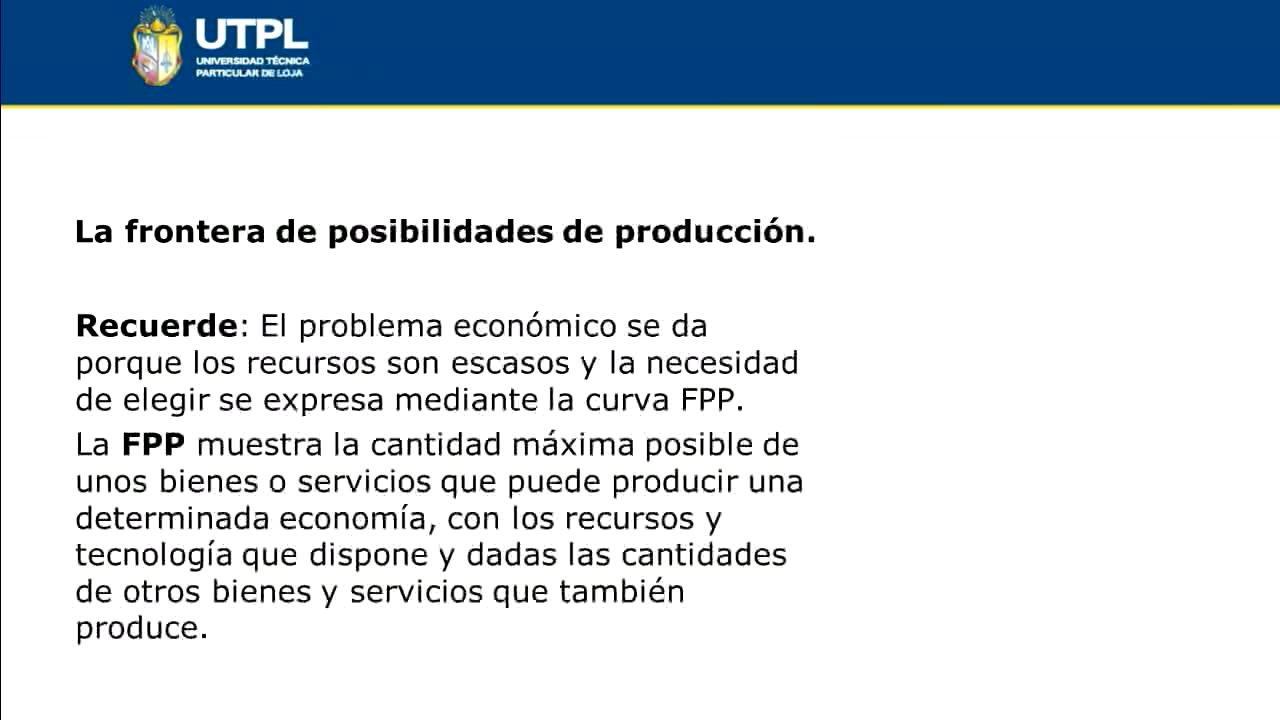 UTPL
UNIVERSIDAD TÉCNICA
PARTICULAR DE LOJA
La frontera de posibilidades de producción.
Recuerde: El problema económico se da
porque los recursos son escasos y la necesidad
de elegir se expresa mediante la curva FPP.
La FPP muestra la cantidad máxima posible de
unos bienes o servicios que puede producir una
determinada economía, con los recursos y
tecnología que dispone y dadas las cantidades
de otros bienes y servicios que también
produce.